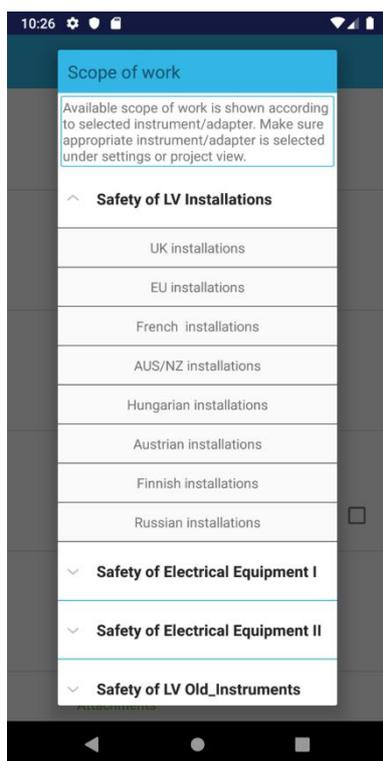 10:26
Scope of work
Available scope of work is shown according
to selected instrument/adapter. Make sure
appropriate instrument/adapter is selected
under settings or project view.
Safety of LV Installations
UK installations
EU installations
French installations
AUS/NZ installations
Hungarian installations
Austrian installations
Finnish installations
Russian installations
Safety of Electrical Equipment I
Safety of Electrical Equipment II
Safety of LV Old_Instruments
Attachments